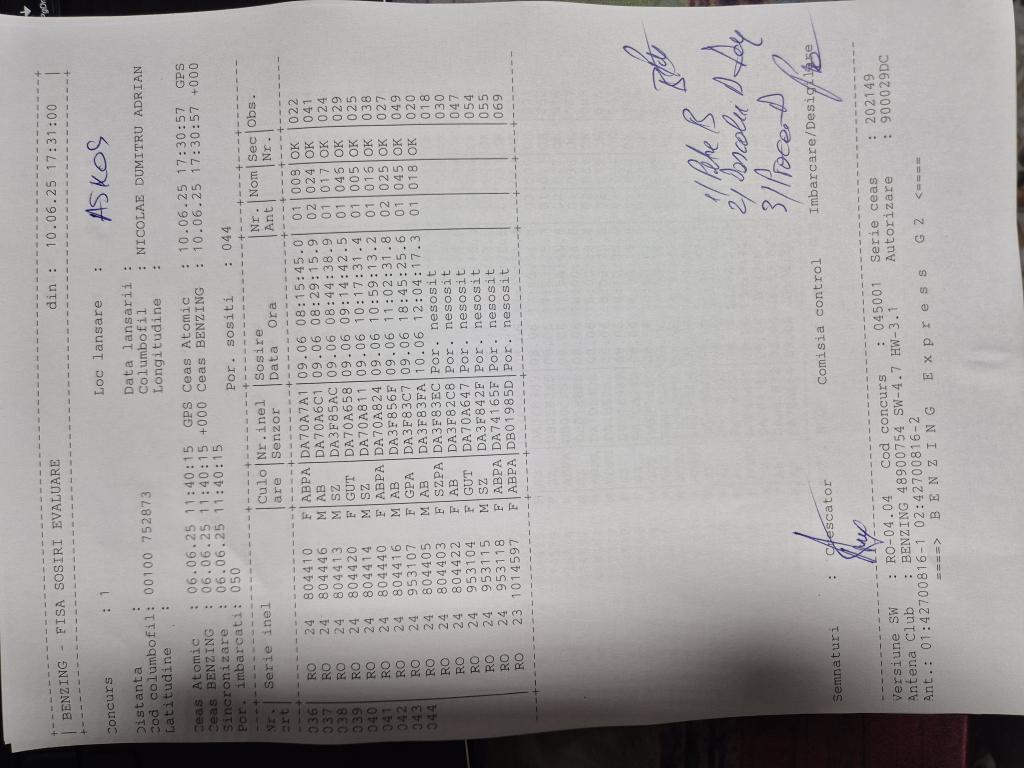 BENZING - FISA SOSIRI EVALUARE din : 10.06.25 17:31:00
Concurs : 1 Loc lansare : ASKOS
Distanta : Data lansarii :
Cod columbofil: 00100 752873 Columbofil : NICOLAE DUMITRU ADRIAN
Latitudine : Longitudine :
Ceas Atomic : 06.06.25 11:40:15 GPS Ceas Atomic : 10.06.25 17:30:57 GPS
Ceas BENZING : 06.06.25 11:40:15 +000 Ceas BENZING : 10.06.25 17:30:57 +000
Sincronizare : 06.06.25 11:40:15
Por. imbarcati: 050 Por. sositi : 044
Nr. Serie inel |Culo|Nr.inel |Sosire |Nr. |Nom|Sec|Obs.
crt |are |Senzor |Data Ora |Ant | |Nr.|
036 RO 24 804410 F ABPA DA70A7A1 09.06 08:15:45.0 01 008 OK 022
037 RO 24 804446 M AB DA70A6C1 09.06 08:29:15.9 02 024 OK 041
038 RO 24 804413 M SZ DA3F85AC 09.06 08:44:38.9 01 017 OK 024
039 RO 24 804420 F GUT DA70A658 09.06 09:14:42.5 01 046 OK 029
040 RO 24 804414 M SZ DA70A811 09.06 10:17:31.4 01 005 OK 025
041 RO 24 804440 F ABPA DA70A824 09.06 10:59:13.2 01 016 OK 038
042 RO 24 804416 M AB DA3F856F 09.06 11:02:31.8 02 025 OK 027
043 RO 24 953107 F GPA DA3F83C7 09.06 18:45:25.6 01 045 OK 049
044 RO 24 804405 M AB DA3F83FA 10.06 12:04:17.3 01 018 OK 020
RO 24 804403 F SZPA DA3F83EC Por. nesosit 018
RO 24 804422 F AB DA3F82C8 Por. nesosit 030
RO 24 953104 F GUT DA70A647 Por. nesosit 047
RO 24 953115 M SZ DA3F842F Por. nesosit 054
RO 24 953118 F ABPA DA74165F Por. nesosit 055
RO 23 1014597 F ABPA DB01985D Por. nesosit 069
1)
2)
3)
Semnaturi : Crescator Comisia control Imbarcare/Desigilare
Versiune SW : RO-04.04 Cod concurs : 045001 Serie ceas : 202149
Antena Club : BENZING 48900754 SW-4.7 HW-3.1 Autorizare : 900029DC
Ant.: 01:42700816-1 02:42700816-2
====> B E N Z I N G E x p r e s s G 2 <====